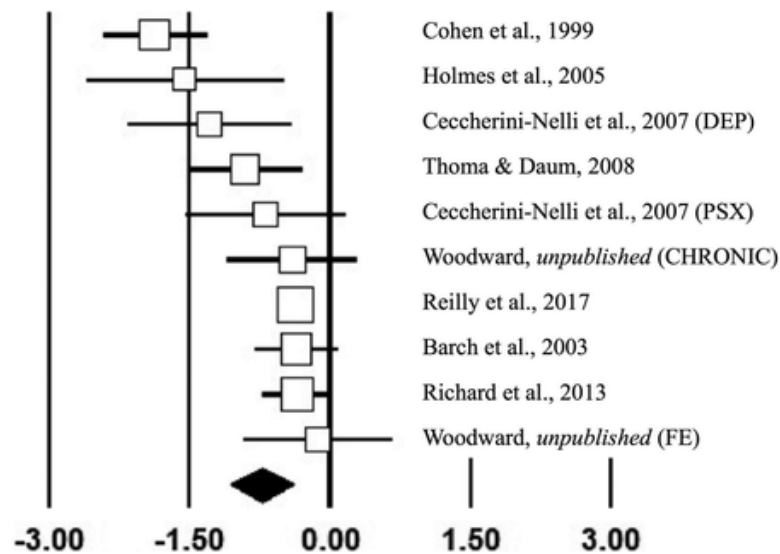 Cohen et al., 1999
Holmes et al., 2005
Ceccherini-Nelli et al., 2007 (DEP)
Thoma & Daum, 2008
Ceccherini-Nelli et al., 2007 (PSX)
Woodward, unpublished (CHRONIC)
Reilly et al., 2017
Barch et al., 2003
Richard et al., 2013
Woodward, unpublished (FE)
-3.00 -1.50 0.00 1.50 3.00